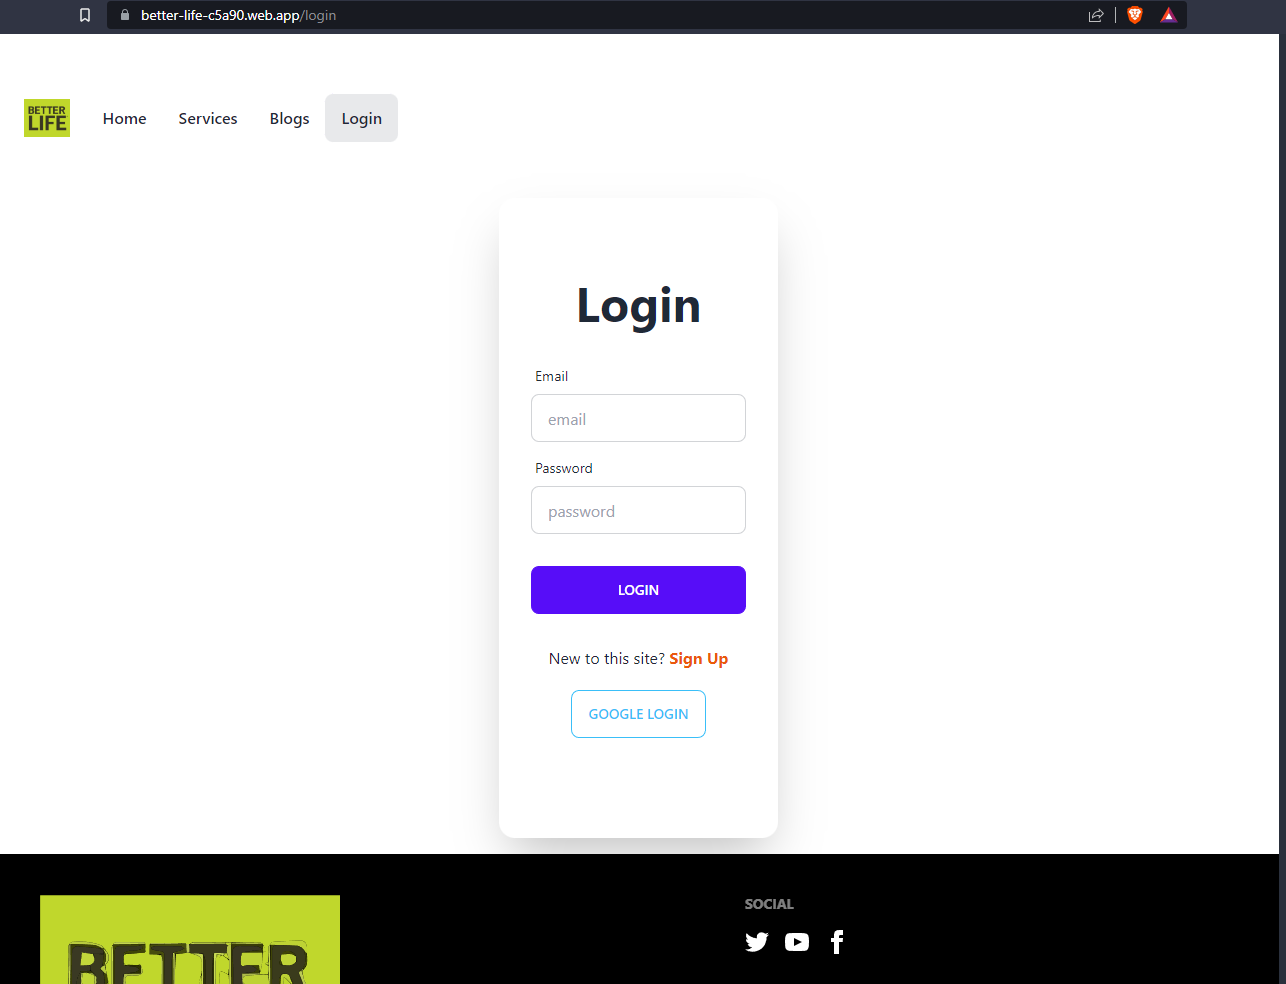 better-life-c5a90.web.app/login
BETTER
LIFE
Home Services Blogs Login
Login
Email
email
Password
password
LOGIN
New to this site? Sign Up
GOOGLE LOGIN
BETTER
SOCIAL